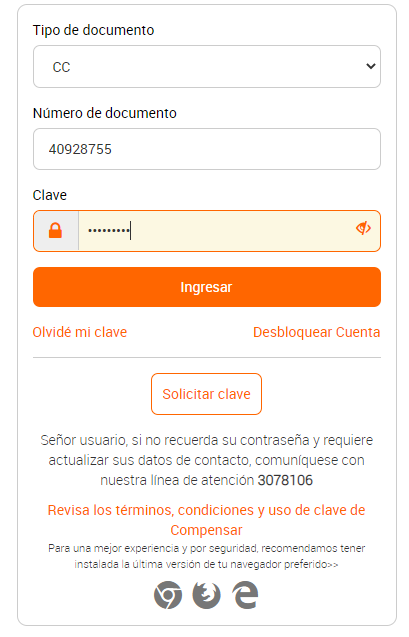 Tipo de documento
CC
Número de documento
40928755
Clave
•••••••••
Ingresar
Olvidé mi clave
Desbloquear Cuenta
Solicitar clave
Señor usuario, si no recuerda su contraseña y requiere
actualizar sus datos de contacto, comuníquese con
nuestra línea de atención 3078106
Revisa los términos, condiciones y uso de clave de
Compensar
Para una mejor experiencia y por seguridad, recomendamos tener
instalada la última versión de tu navegador preferido>>